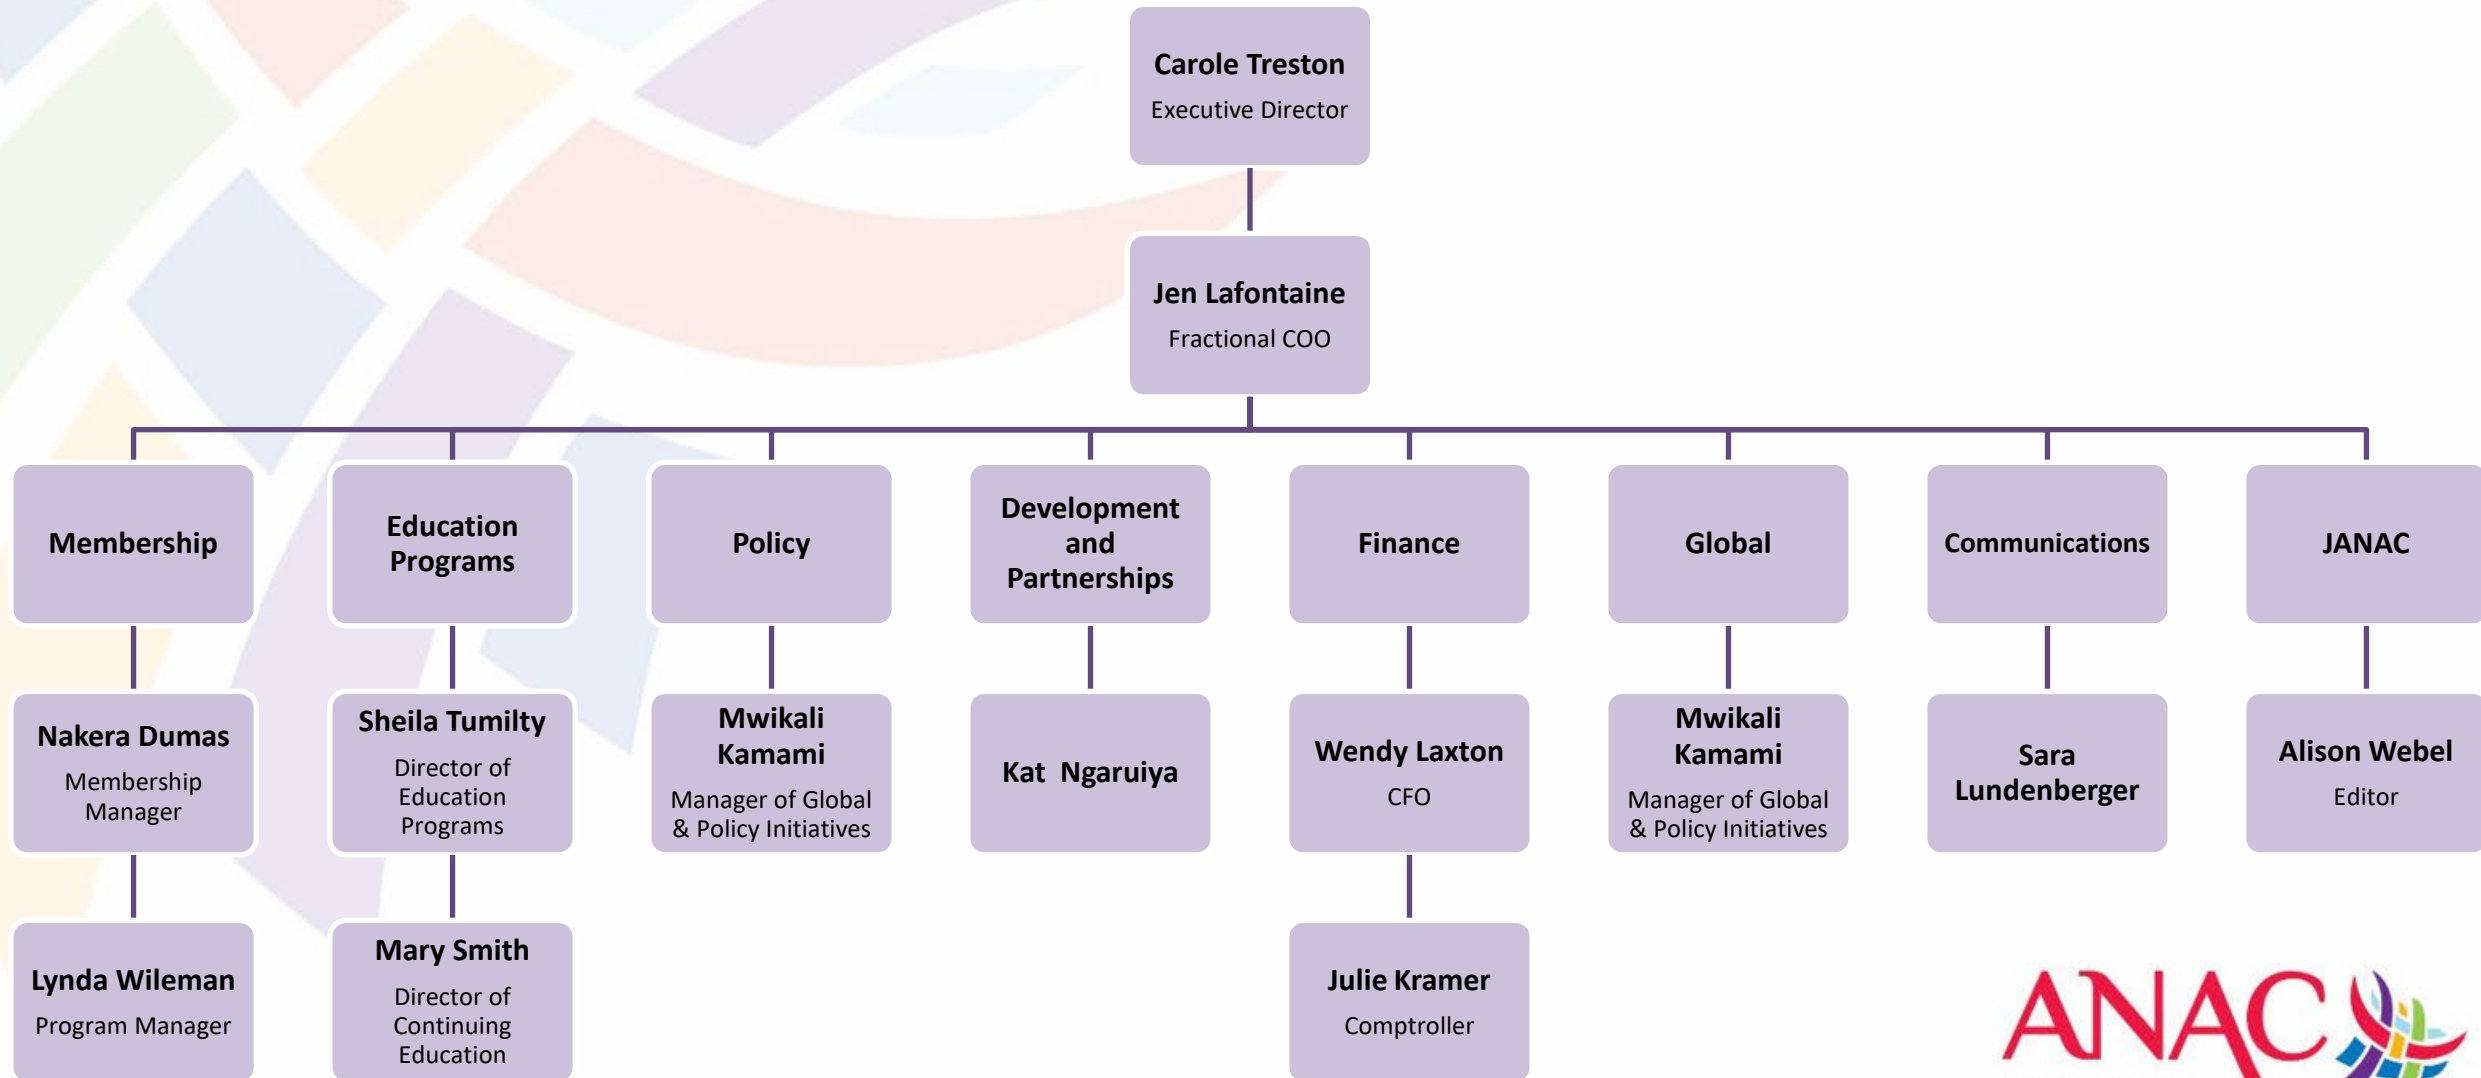 Carole Treston
Executive Director
Jen Lafontaine
Fractional COO
Membership
Education
Programs
Policy
Development
and
Partnerships
Finance
Global
Communications
JANAC
Nakera Dumas
Membership
Manager
Sheila Tumilty
Director of
Education
Programs
Mwikali
Kamami
Manager of Global
& Policy Initiatives
Kat  Ngaruiya
Wendy Laxton
CFO
Mwikali
Kamami
Manager of Global
& Policy Initiatives
Sara
Lundenberger
Alison Webel
Editor
Lynda Wileman
Program Manager
Mary Smith
Director of
Continuing
Education
Julie Kramer
Comptroller
ANAC